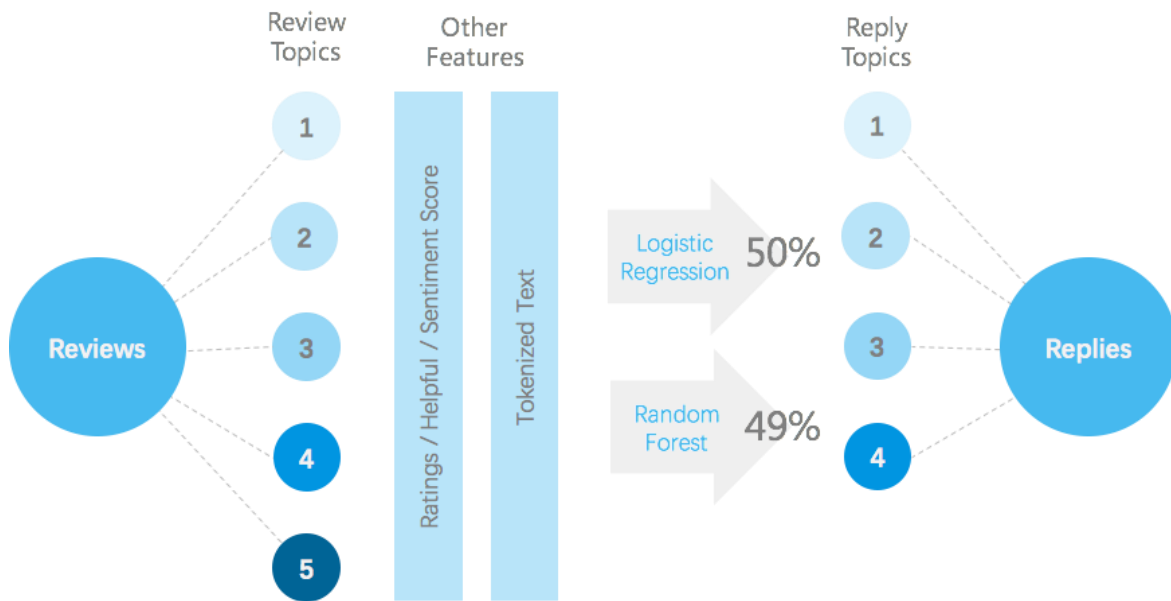 Review
Topics
Other
Features
Reply
Topics
1
2
3
4
5
Reviews
Ratings / Helpful / Sentiment Score
Tokenized Text
Logistic
Regression
50%
Random
Forest
49%
1
2
3
4
Replies